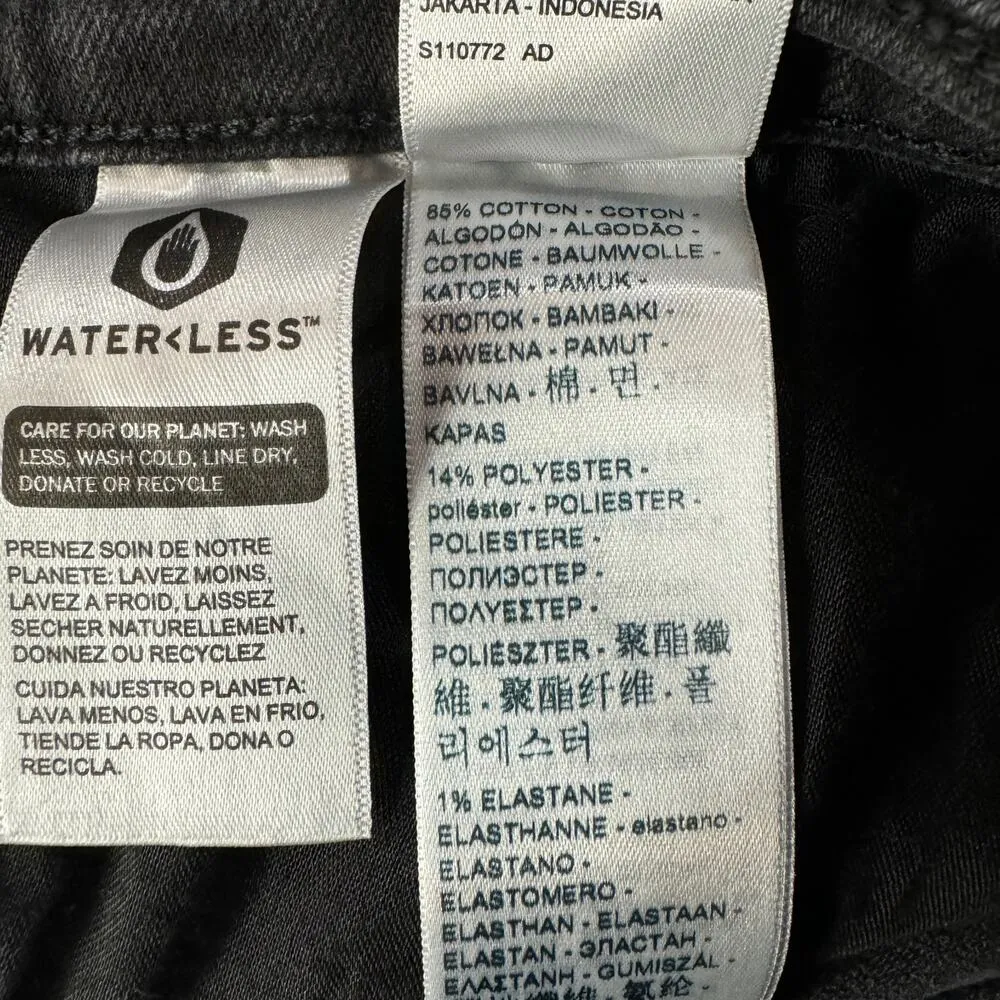 JAKARTA - INDONESIA
S110772 AD
WATER<LESS™
CARE FOR OUR PLANET: WASH
LESS, WASH COLD, LINE DRY,
DONATE OR RECYCLE
PRENEZ SOIN DE NOTRE
PLANETE: LAVEZ MOINS,
LAVEZ A FROID, LAISSEZ
SECHER NATURELLEMENT,
DONNEZ OU RECYCLEZ
CUIDA NUESTRO PLANETA:
LAVA MENOS, LAVA EN FRIO,
TIENDE LA ROPA, DONA O
RECICLA.
85% COTTON - COTON -
ALGODÓN - ALGODÃO -
COTONE - BAUMWOLLE -
KATOEN - PAMUK -
ХЛОПОК - BAMBAKI -
BAWEŁNA - PAMUT -
BAVLNA - 棉 . 면 .
KAPAS
14% POLYESTER -
poliéster - POLIESTER -
POLIESTERE -
ПОЛИЭСТЕР -
ΠΟΛΥΕΣΤΕΡ -
POLIÉSZTER - 聚酯纖
維 . 聚酯纤维 . 폴
리에스터
1% ELASTANE -
ELASTHANNE - elastano -
ELASTANO -
ELASTOMERO -
ELASTHAN - ELASTAAN -
ELASTAN - ЭЛАСТАН -
ΕΛΑΣΤΑΝΗ - GUMISZÁL -